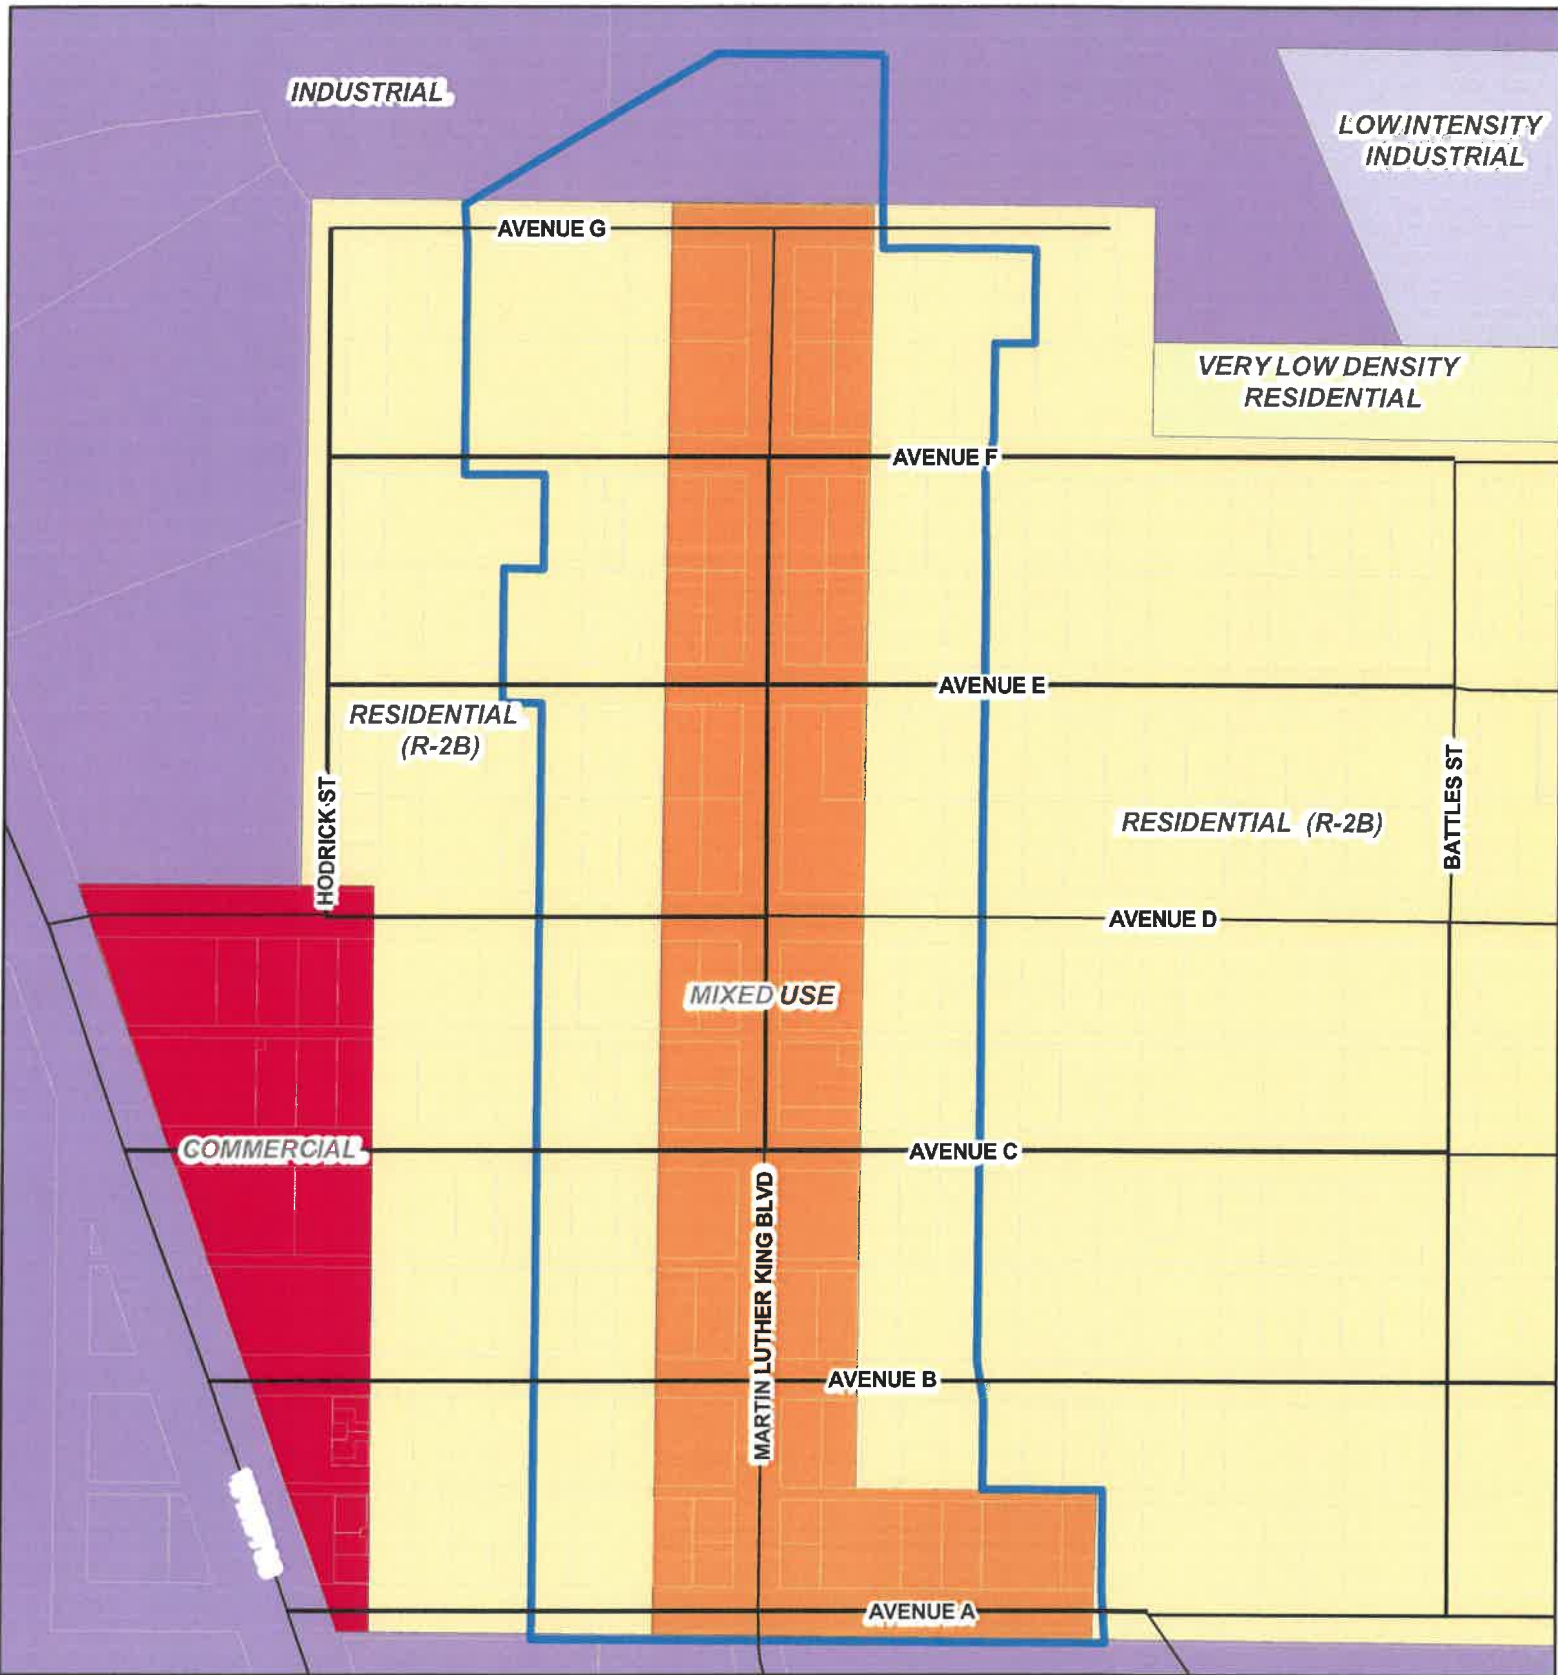 INDUSTRIAL
LOW INTENSITY
INDUSTRIAL
AVENUE G
VERY LOW DENSITY
RESIDENTIAL
AVENUE F
AVENUE E
RESIDENTIAL
(R-2B)
HODRICK ST
BATTLES ST
RESIDENTIAL (R-2B)
AVENUE D
MIXED USE
COMMERCIAL
AVENUE C
MARTIN LUTHER KING BLVD
AVENUE B
AVENUE A